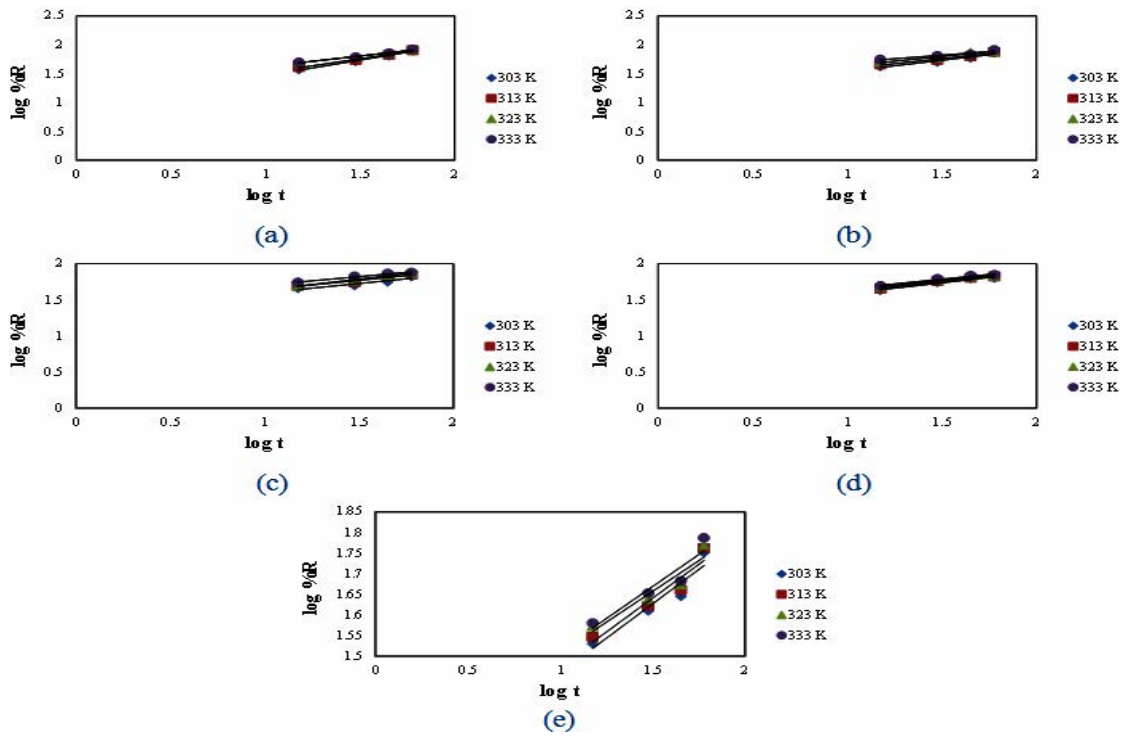 2.5
2
1.5
1
0.5
0
0 0.5 1 1.5 2
log %R
log t
303 K
313 K
323 K
333 K
(a)
2.5
2
1.5
1
0.5
0
0 0.5 1 1.5 2
log %R
log t
303 K
313 K
323 K
333 K
(b)
2
1.5
1
0.5
0
0 0.5 1 1.5 2
log %R
log t
303 K
313 K
323 K
333 K
(c)
2
1.5
1
0.5
0
0 0.5 1 1.5 2
log %R
log t
303 K
313 K
323 K
333 K
(d)
1.85
1.8
1.75
1.7
1.65
1.6
1.55
1.5
0 0.5 1 1.5 2
log %R
log t
303 K
313 K
323 K
333 K
(e)